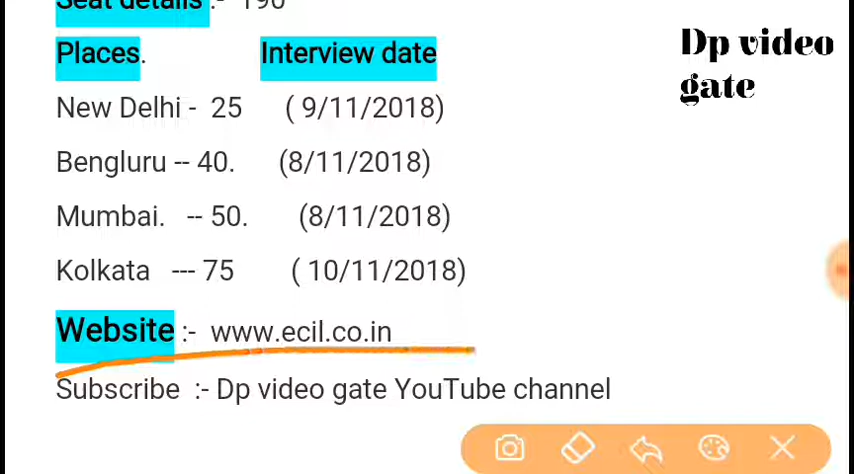 Seat details :- 190
Dp video
gate
Places. Interview date
New Delhi - 25 ( 9/11/2018)
Bengluru -- 40. (8/11/2018)
Mumbai. -- 50. (8/11/2018)
Kolkata --- 75 ( 10/11/2018)
Website :- www.ecil.co.in
Subscribe :- Dp video gate YouTube channel